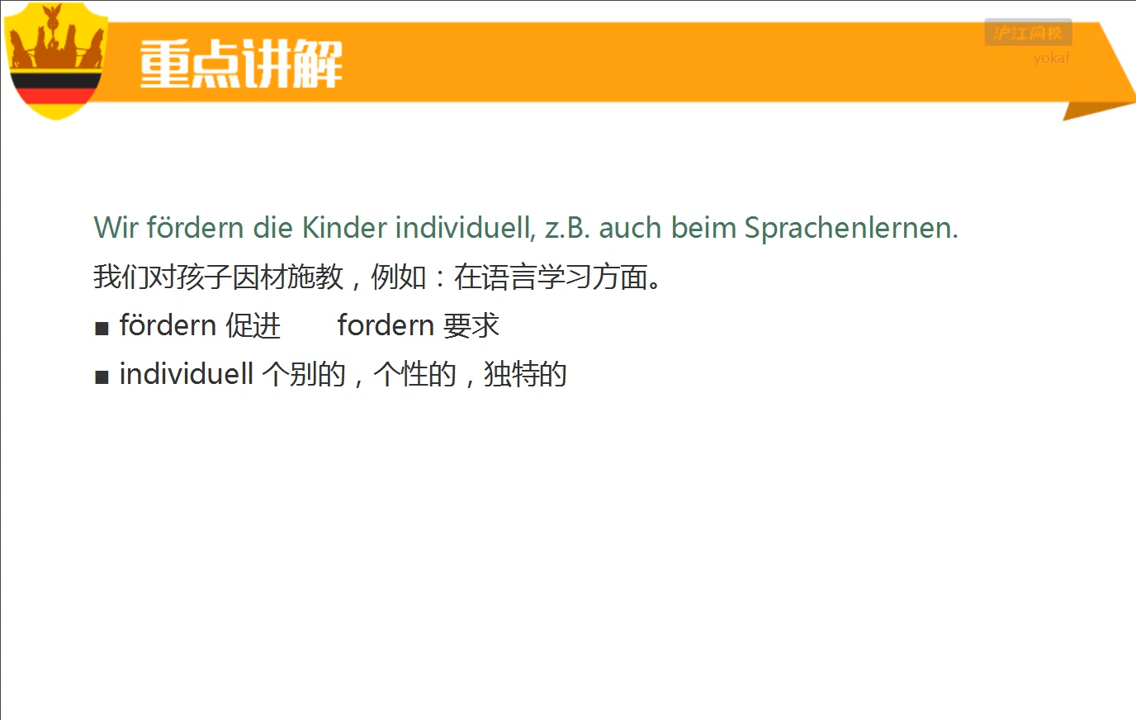 重点讲解
沪江网校
yokaf
Wir fördern die Kinder individuell, z.B. auch beim Sprachenlernen.
我们对孩子因材施教，例如：在语言学习方面。
■ fördern 促进 fordern 要求
■ individuell 个别的，个性的，独特的